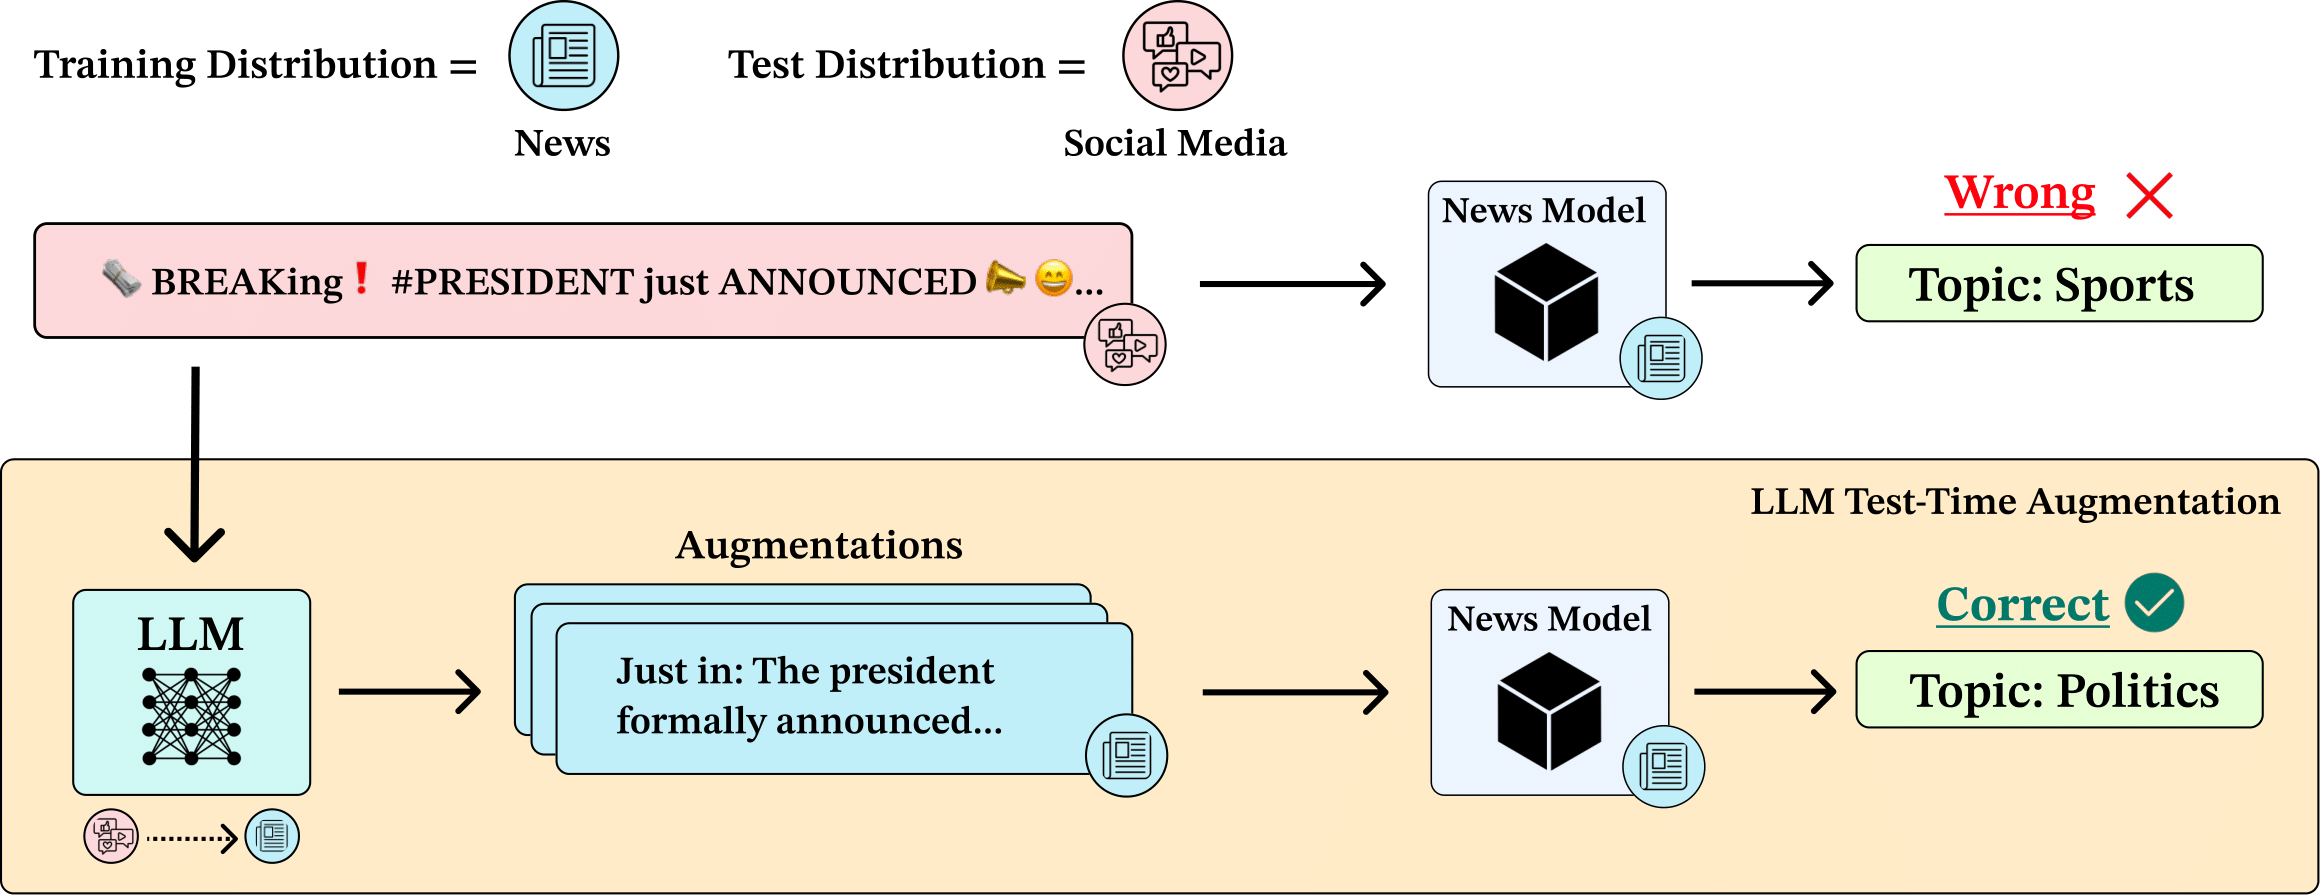 Training Distribution =
News
Test Distribution =
Social Media
🗞️ BREAKing❗ #PRESIDENT just ANNOUNCED 📣 😄...
News Model
Wrong
Topic: Sports
LLM Test-Time Augmentation
LLM
Augmentations
Just in: The president
formally announced...
News Model
Correct
Topic: Politics